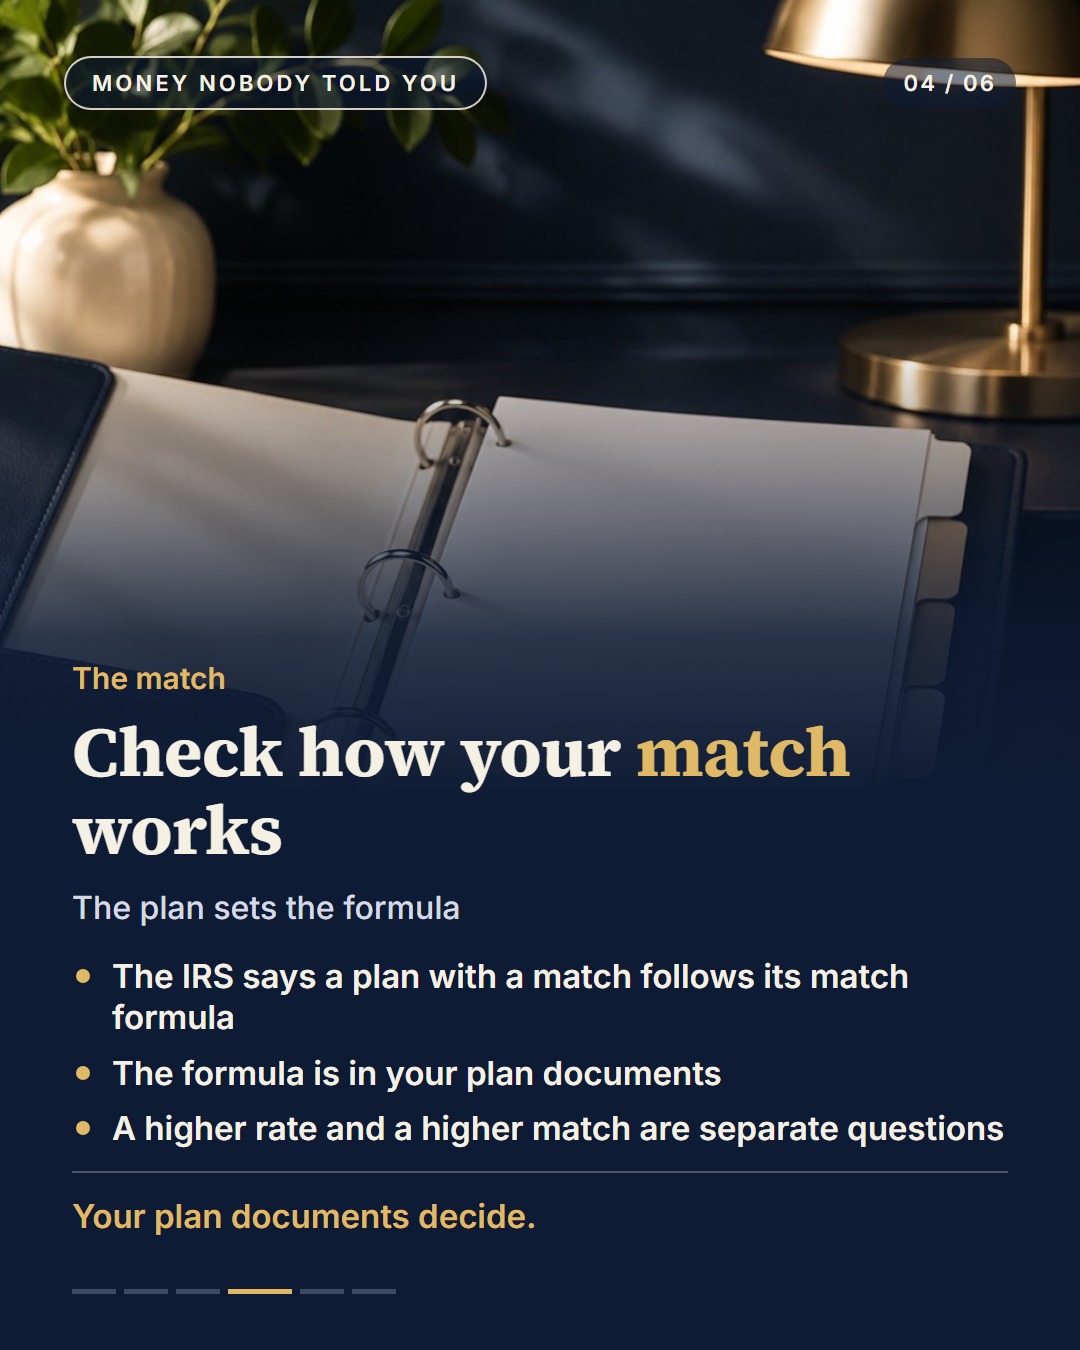 MONEY NOBODY TOLD YOU
04 / 06
The match
Check how your match
works
The plan sets the formula
The IRS says a plan with a match follows its match
formula
The formula is in your plan documents
A higher rate and a higher match are separate questions
Your plan documents decide.